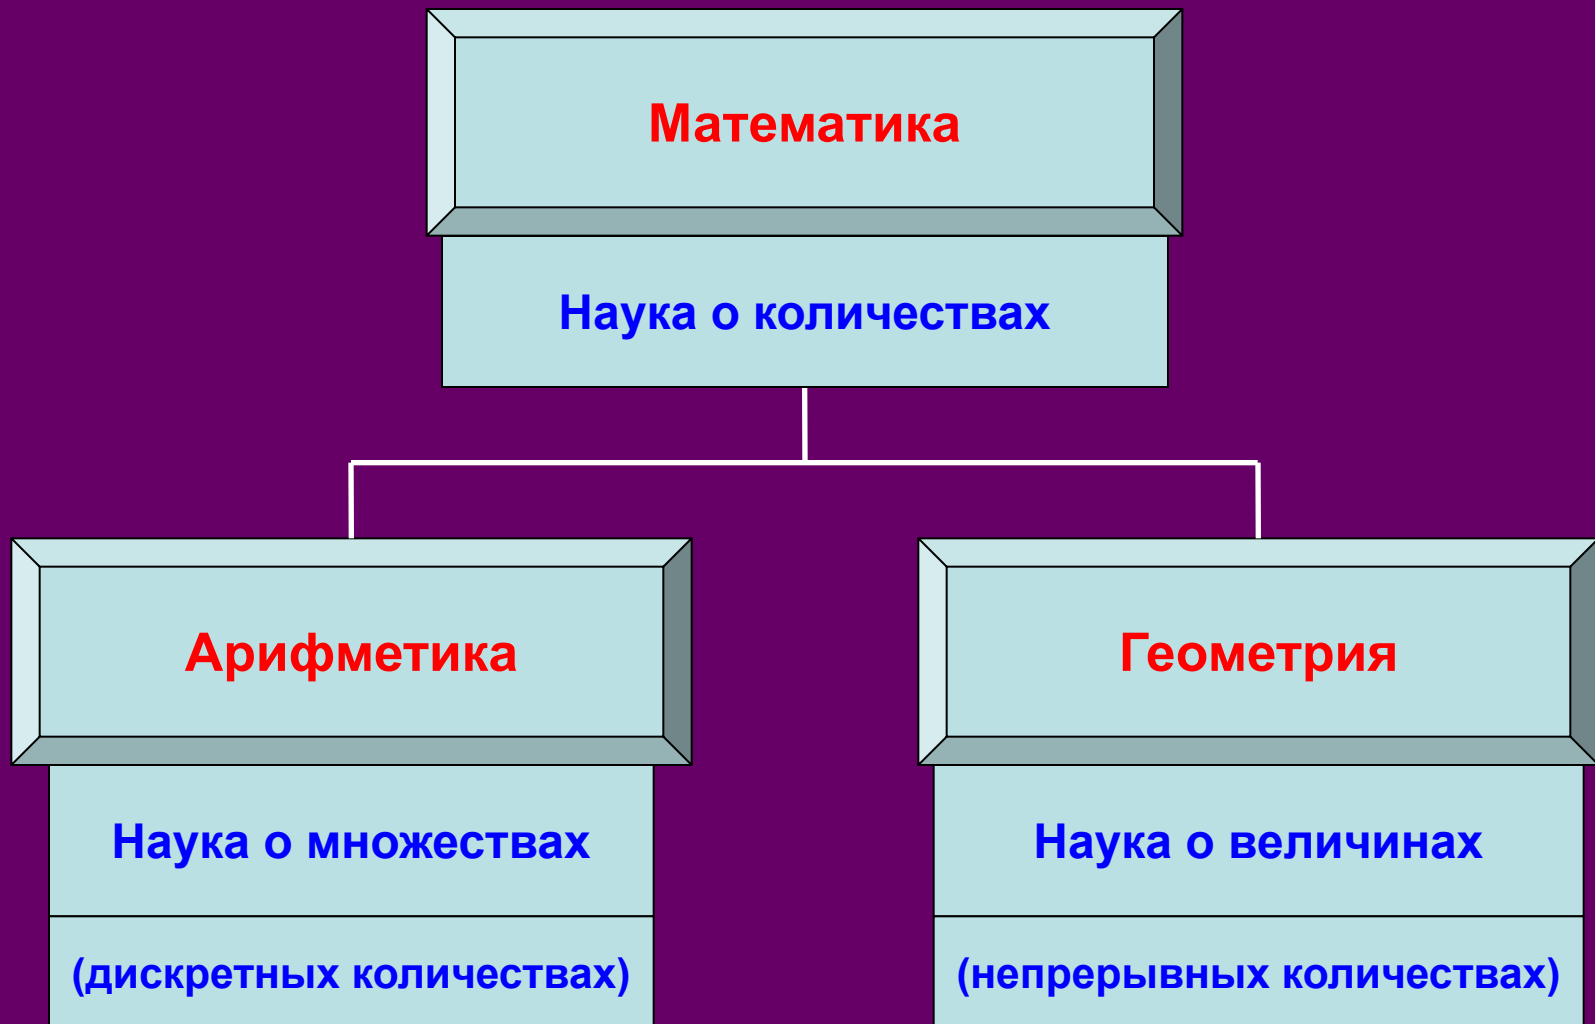 Математика
Наука о количествах
Арифметика
Наука о множествах
(дискретных количествах)
Геометрия
Наука о величинах
(непрерывных количествах)